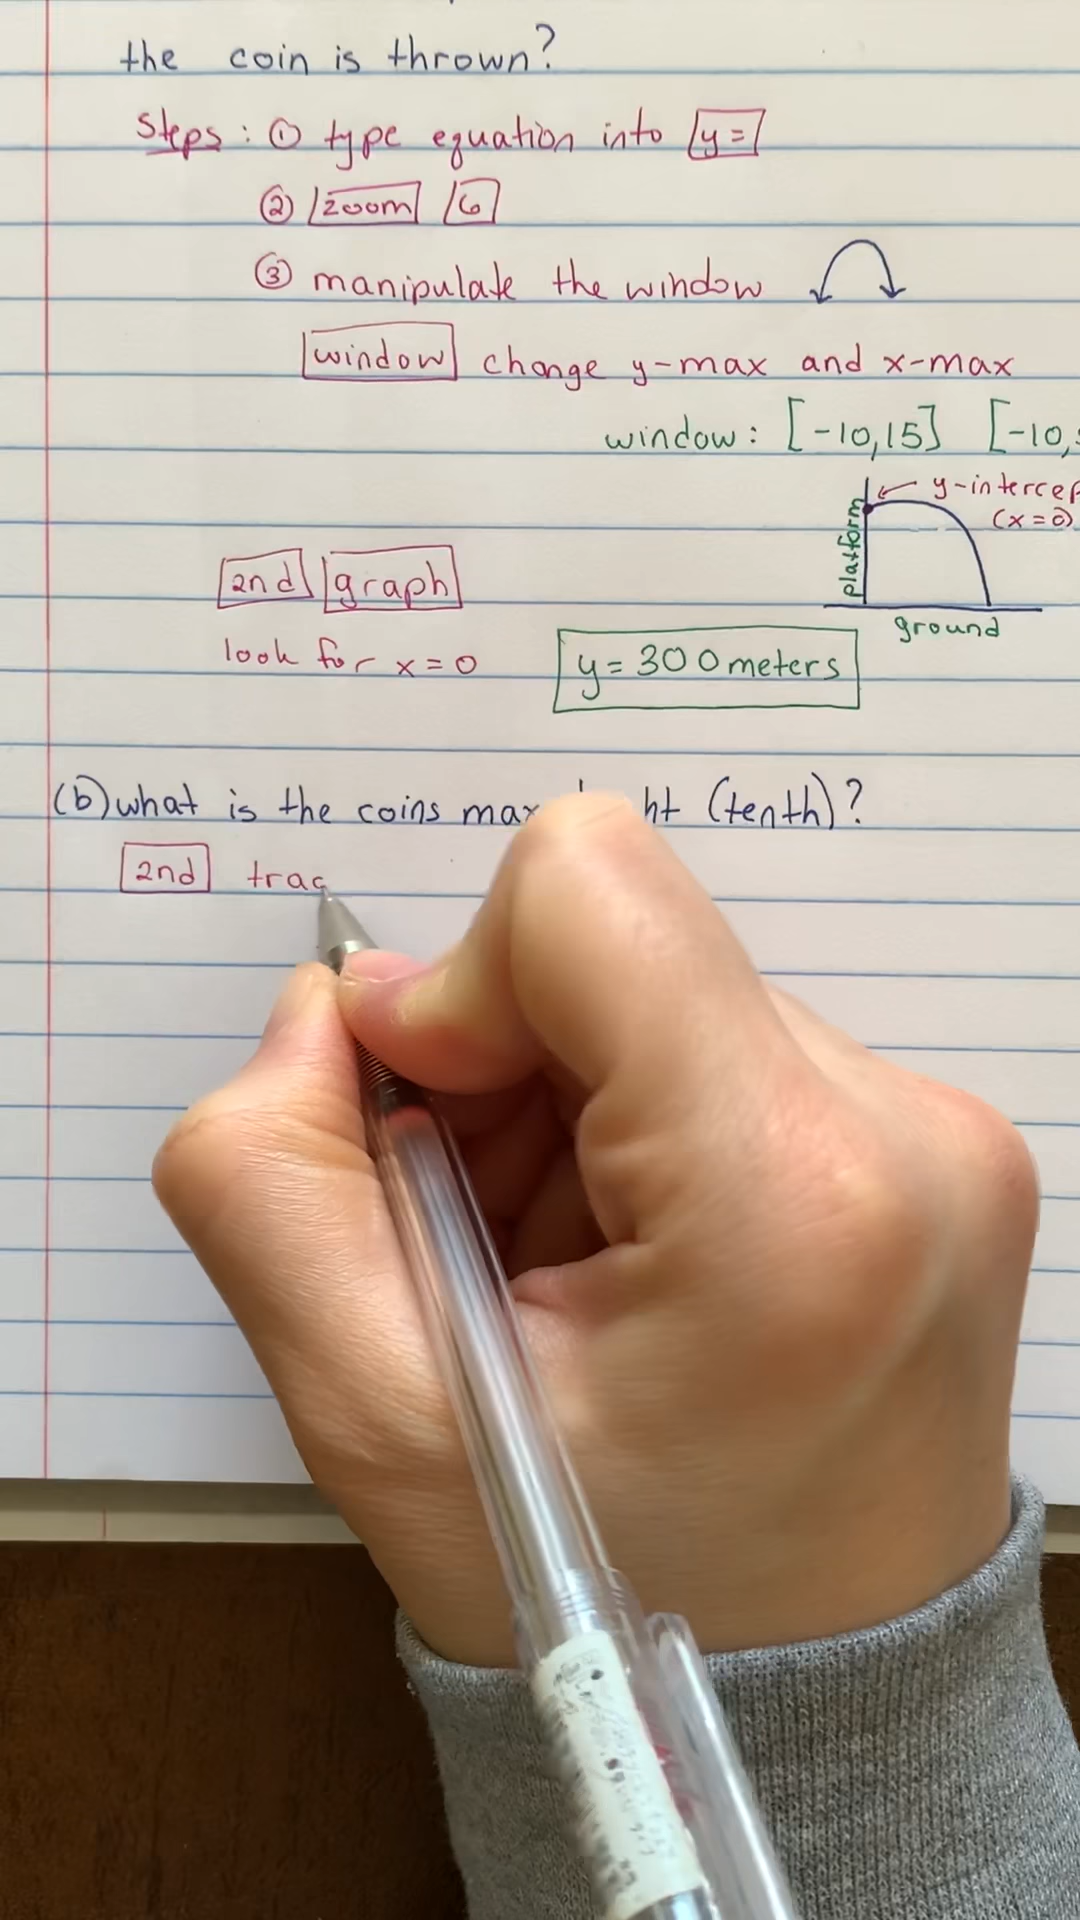 the coin is thrown?
Steps: ① type equation into y=
② zoom 6
③ manipulate the window
window change y-max and x-max
window: [-10,15] [-10,
y-intercep
(x=0)
platform
ground
2nd graph
look for x=0
y=300meters
(b) what is the coins max ht (tenth)?
2nd trac